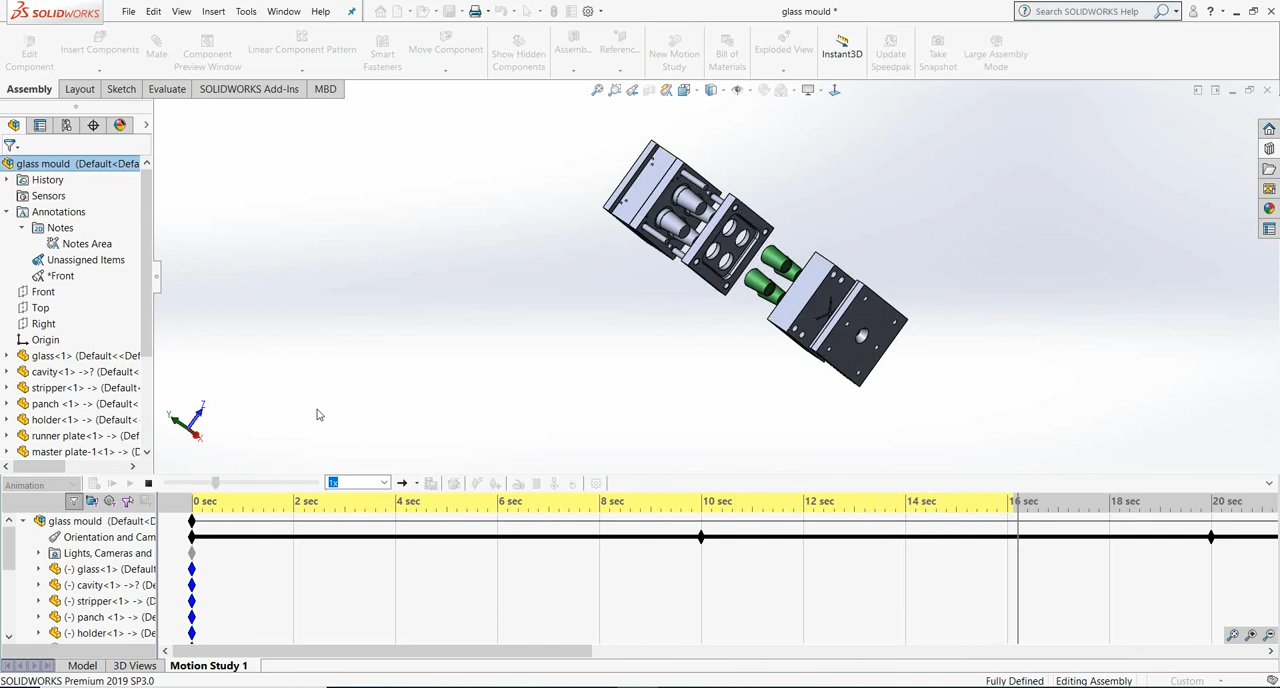 SOLIDWORKS File Edit View Insert Tools Window Help glass mould * Search SOLIDWORKS Help ?
Edit Component
Insert Components
Mate
Component Preview Window
Linear Component Pattern
Smart Fasteners
Move Component
Show Hidden Components
Assemb...
Referenc...
New Motion Study
Bill of Materials
Exploded View
Instant3D
Update Speedpak
Take Snapshot
Large Assembly Mode
Assembly Layout Sketch Evaluate SOLIDWORKS Add-Ins MBD
glass mould (Default<Defa
History
Sensors
Annotations
Notes
Notes Area
Unassigned Items
*Front
Front
Top
Right
Origin
glass<1> (Default<<Def
cavity<1> ->? (Default<
stripper<1> -> (Default<
panch <1> -> (Default<
holder<1> -> (Default<
runner plate<1> -> (Def
master plate-1<1> -> (D
Y Z X
Animation 1x
0 sec 2 sec 4 sec 6 sec 8 sec 10 sec 12 sec 14 sec 16 sec 18 sec 20 sec
glass mould (Default<D
Orientation and Cam
Lights, Cameras and
(-) glass<1> (Default
(-) cavity<1> ->? (De
(-) stripper<1> -> (D
(-) panch <1> -> (De
(-) holder<1> -> (De
Model 3D Views Motion Study 1
SOLIDWORKS Premium 2019 SP3.0 Fully Defined Editing Assembly Custom